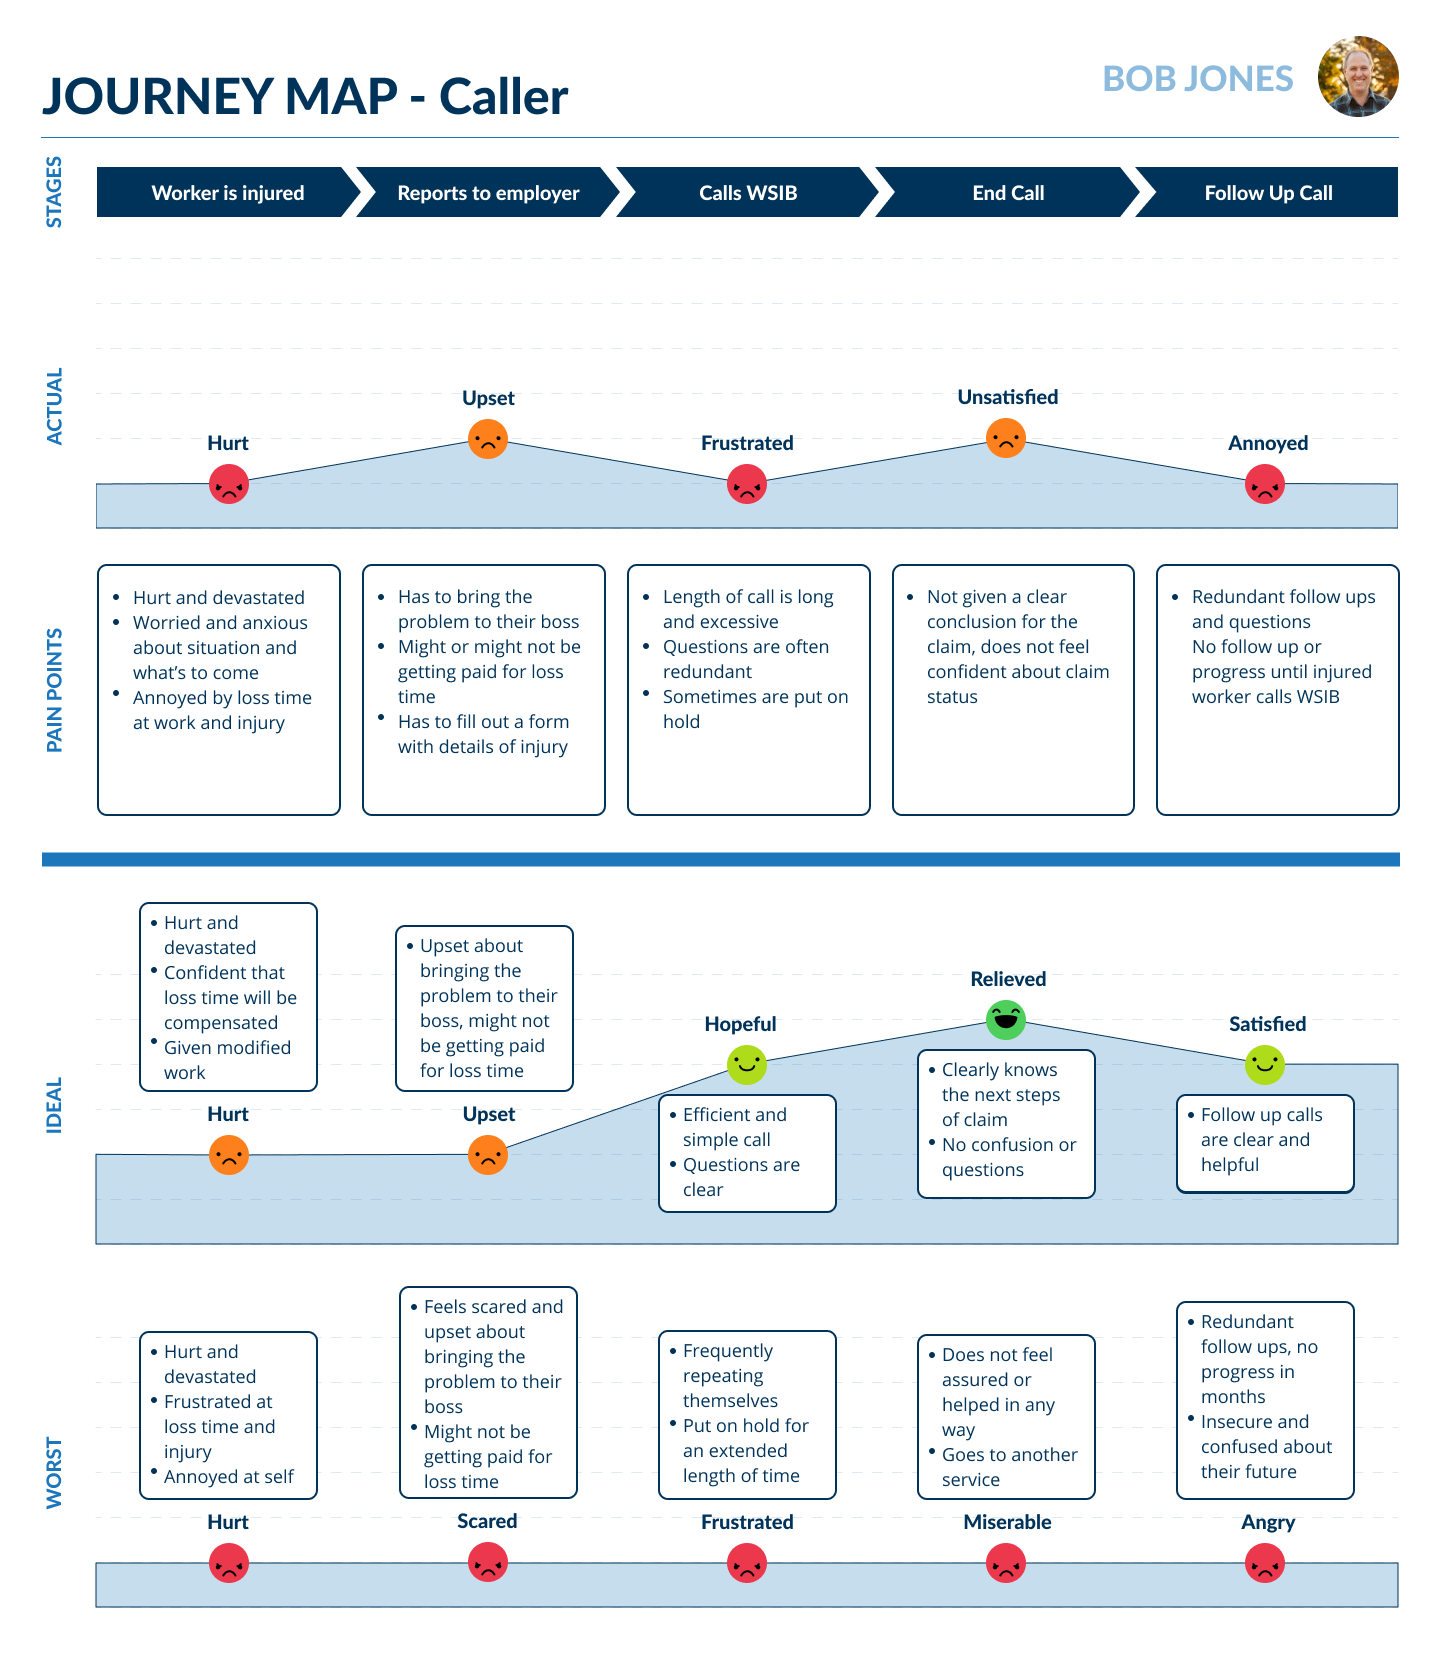 JOURNEY MAP - Caller
BOB JONES
STAGES
Worker is injured
Reports to employer
Calls WSIB
End Call
Follow Up Call
ACTUAL
Hurt
Upset
Frustrated
Unsatisfied
Annoyed
PAIN POINTS
• Hurt and devastated
• Worried and anxious
about situation and
what’s to come
• Annoyed by loss time
at work and injury
• Has to bring the
problem to their boss
• Might or might not be
getting paid for loss
time
• Has to fill out a form
with details of injury
• Length of call is long
and excessive
• Questions are often
redundant
• Sometimes are put on
hold
• Not given a clear
conclusion for the
claim, does not feel
confident about claim
status
• Redundant follow ups
and questions
No follow up or
progress until injured
worker calls WSIB
IDEAL
• Hurt and
devastated
• Confident that
loss time will be
compensated
• Given modified
work
Hurt
• Upset about
bringing the
problem to their
boss, might not
be getting paid
for loss time
Upset
Hopeful
• Efficient and
simple call
• Questions are
clear
Relieved
• Clearly knows
the next steps
of claim
• No confusion or
questions
Satisfied
• Follow up calls
are clear and
helpful
WORST
• Hurt and
devastated
• Frustrated at
loss time and
injury
• Annoyed at self
Hurt
• Feels scared and
upset about
bringing the
problem to their
boss
• Might not be
getting paid for
loss time
Scared
• Frequently
repeating
themselves
• Put on hold for
an extended
length of time
Frustrated
• Does not feel
assured or
helped in any
way
• Goes to another
service
Miserable
• Redundant
follow ups, no
progress in
months
• Insecure and
confused about
their future
Angry